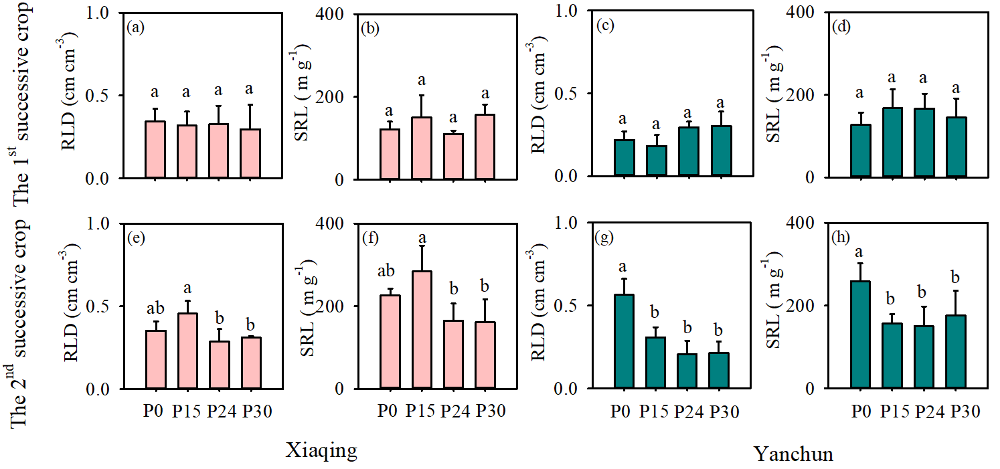 The 1st successive crop
RLD (cm cm-3)
1.0
0.5
0.0
(a)
a a a a
SRL ( m g-1)
400
200
0
(b)
a a a a
RLD (cm cm-3)
1.0
0.5
0.0
(c)
a a a a
SRL ( m g-1)
400
200
0
(d)
a a a a
The 2nd successive crop
RLD (cm cm-3)
1.0
0.5
0.0
(e)
ab a b b
P0 P15 P24 P30
SRL ( m g-1)
400
200
0
(f)
ab a b b
P0 P15 P24 P30
RLD (cm cm-3)
1.0
0.5
0.0
(g)
a b b b
P0 P15 P24 P30
SRL ( m g-1)
400
200
0
(h)
a b b b
P0 P15 P24 P30
Xiaqing
Yanchun